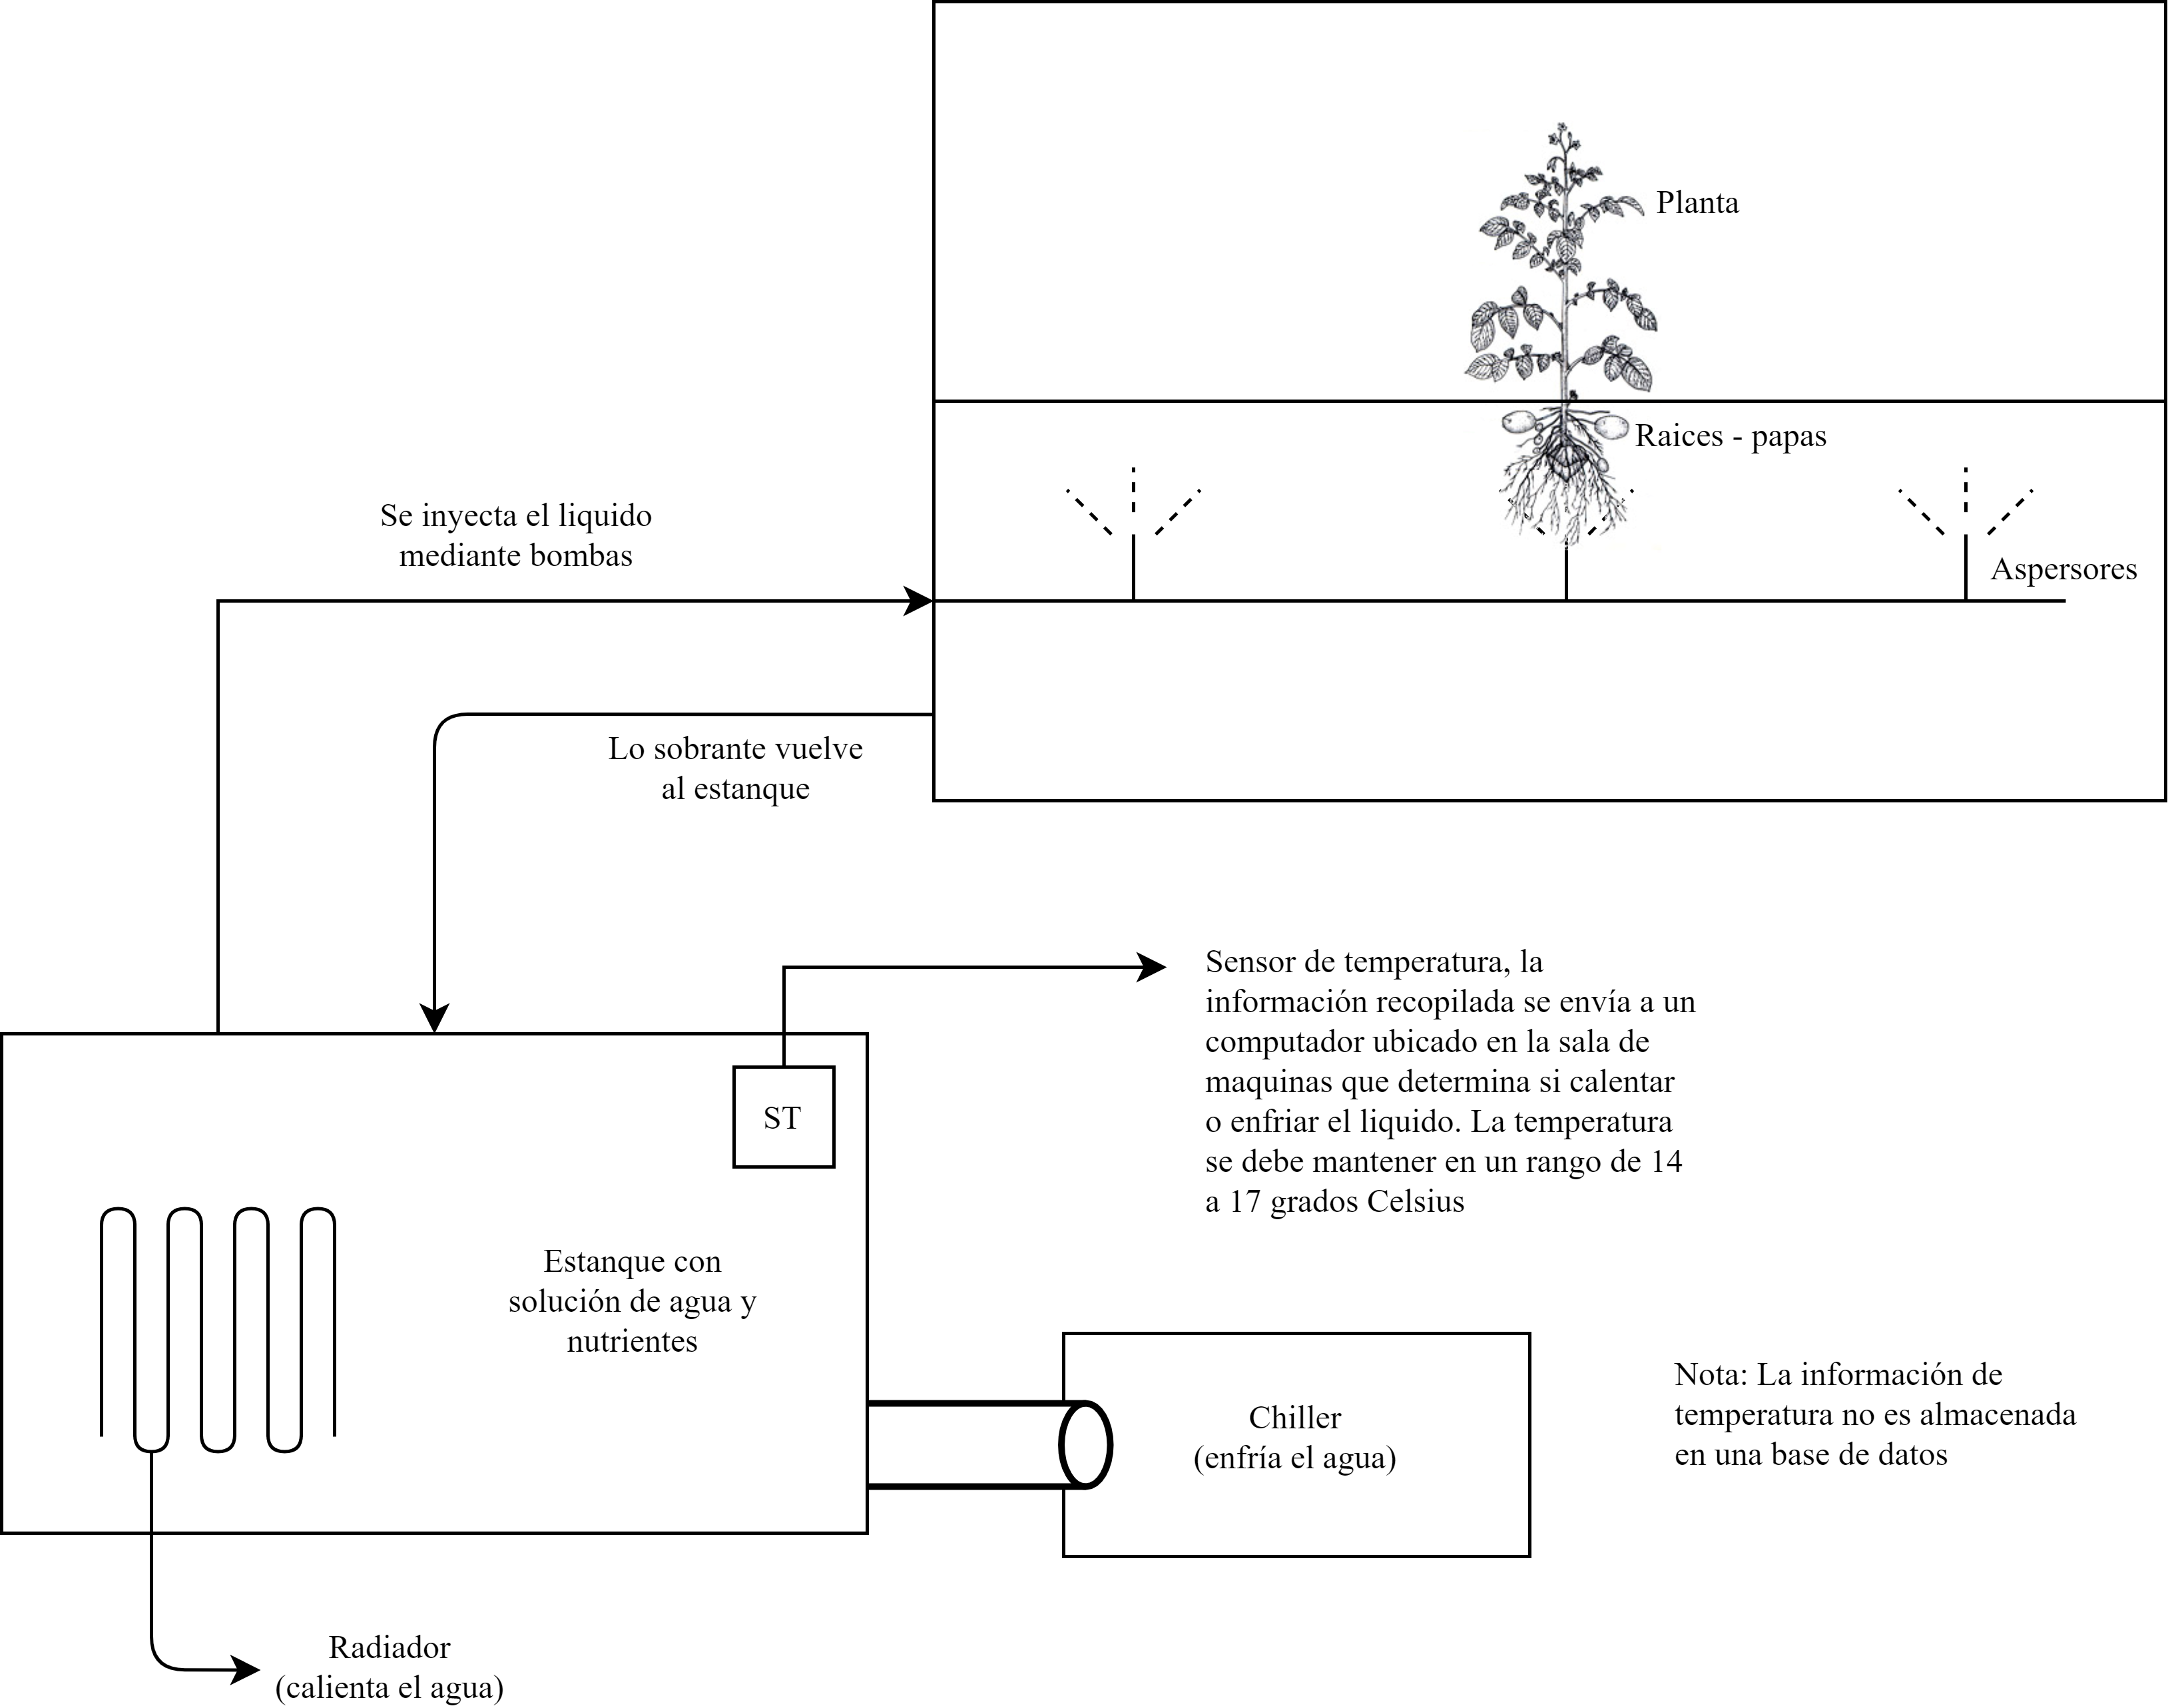 Planta
Raices - papas
Se inyecta el liquido
mediante bombas
Aspersores
Lo sobrante vuelve
al estanque
Sensor de temperatura, la
información recopilada se envía a un
computador ubicado en la sala de
maquinas que determina si calentar
o enfriar el liquido. La temperatura
se debe mantener en un rango de 14
a 17 grados Celsius
ST
Estanque con
solución de agua y
nutrientes
Chiller
(enfría el agua)
Nota: La información de
temperatura no es almacenada
en una base de datos
Radiador
(calienta el agua)